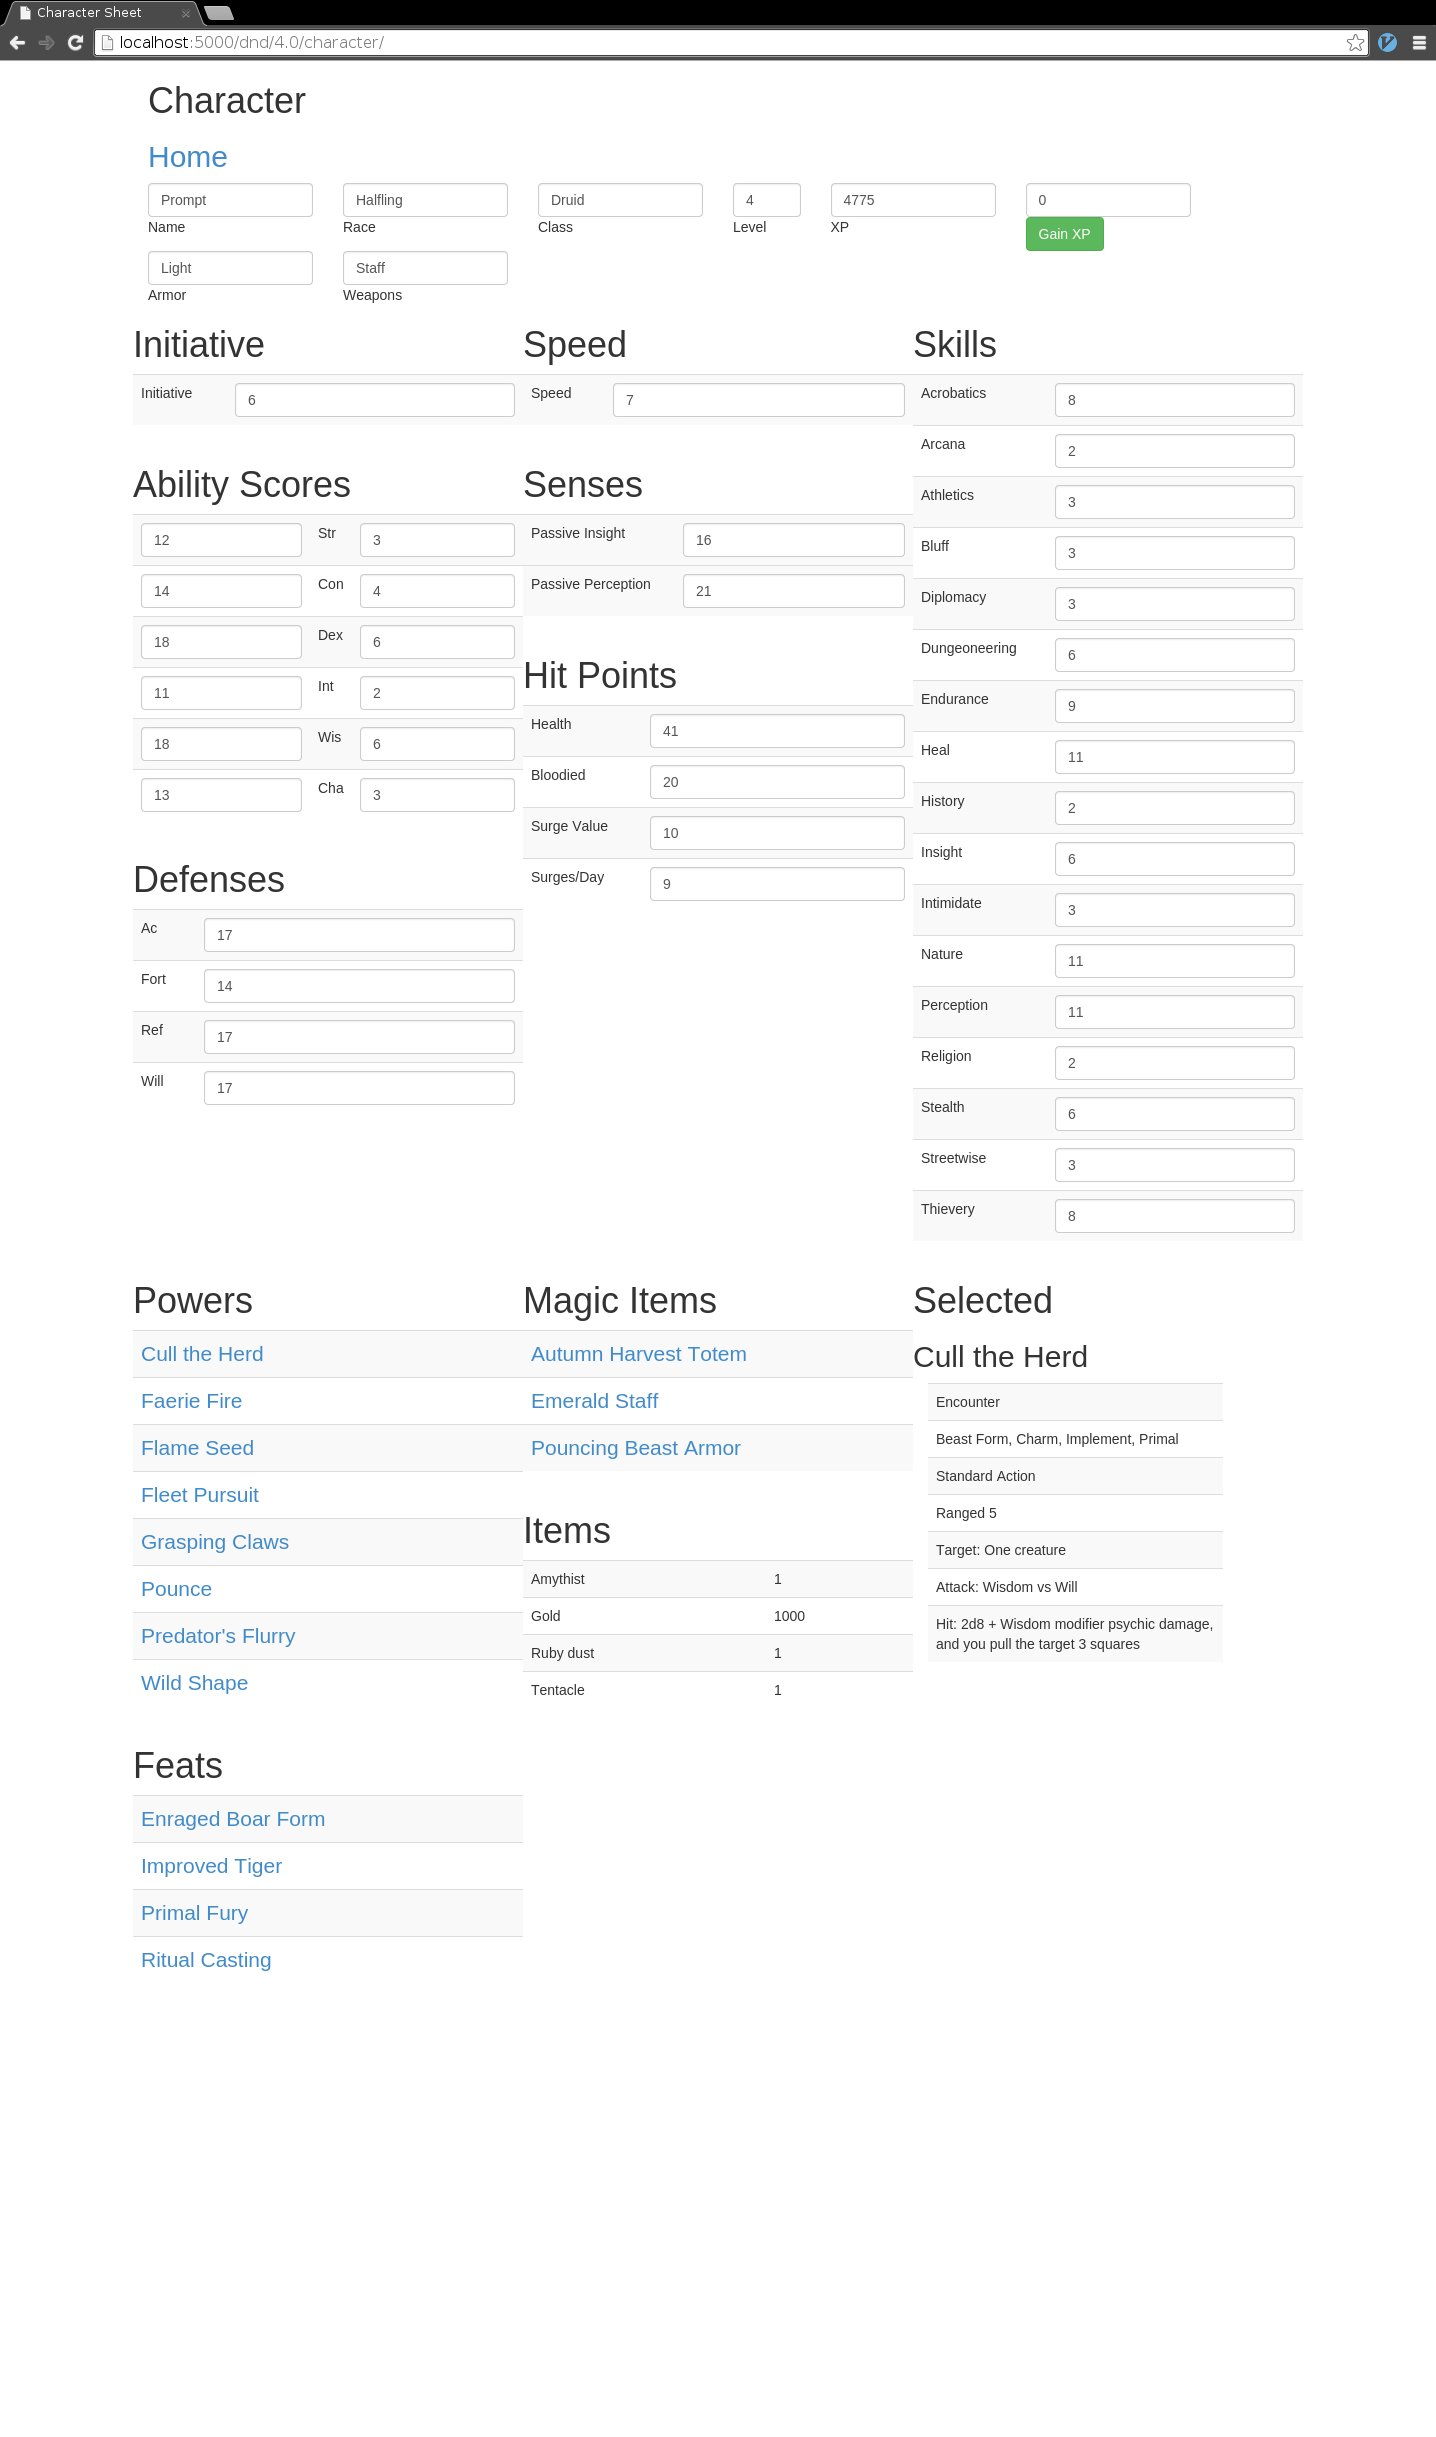 Character Sheet
localhost:5000/dnd/4.0/character/
Character
Home
Prompt Halfling Druid 4 4775 0
Name Race Class Level XP
Gain XP
Light Staff
Armor Weapons
Initiative
Initiative 6
Ability Scores
12 Str 3
14 Con 4
18 Dex 6
11 Int 2
18 Wis 6
13 Cha 3
Defenses
Ac 17
Fort 14
Ref 17
Will 17
Speed
Speed 7
Senses
Passive Insight 16
Passive Perception 21
Hit Points
Health 41
Bloodied 20
Surge Value 10
Surges/Day 9
Skills
Acrobatics 8
Arcana 2
Athletics 3
Bluff 3
Diplomacy 3
Dungeoneering 6
Endurance 9
Heal 11
History 2
Insight 6
Intimidate 3
Nature 11
Perception 11
Religion 2
Stealth 6
Streetwise 3
Thievery 8
Powers
Cull the Herd
Faerie Fire
Flame Seed
Fleet Pursuit
Grasping Claws
Pounce
Predator's Flurry
Wild Shape
Feats
Enraged Boar Form
Improved Tiger
Primal Fury
Ritual Casting
Magic Items
Autumn Harvest Totem
Emerald Staff
Pouncing Beast Armor
Items
Amythist 1
Gold 1000
Ruby dust 1
Tentacle 1
Selected
Cull the Herd
Encounter
Beast Form, Charm, Implement, Primal
Standard Action
Ranged 5
Target: One creature
Attack: Wisdom vs Will
Hit: 2d8 + Wisdom modifier psychic damage,
and you pull the target 3 squares